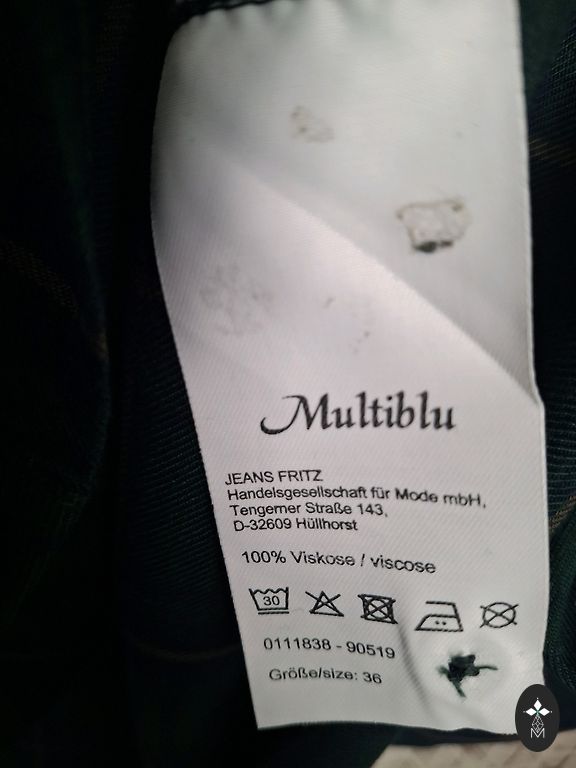 Multiblu
JEANS FRITZ
Handelsgesellschaft für Mode mbH,
Tengerner Straße 143,
D-32609 Hüllhorst
100% Viskose / viscose
30
0111838 - 90519
Größe/size: 36
M